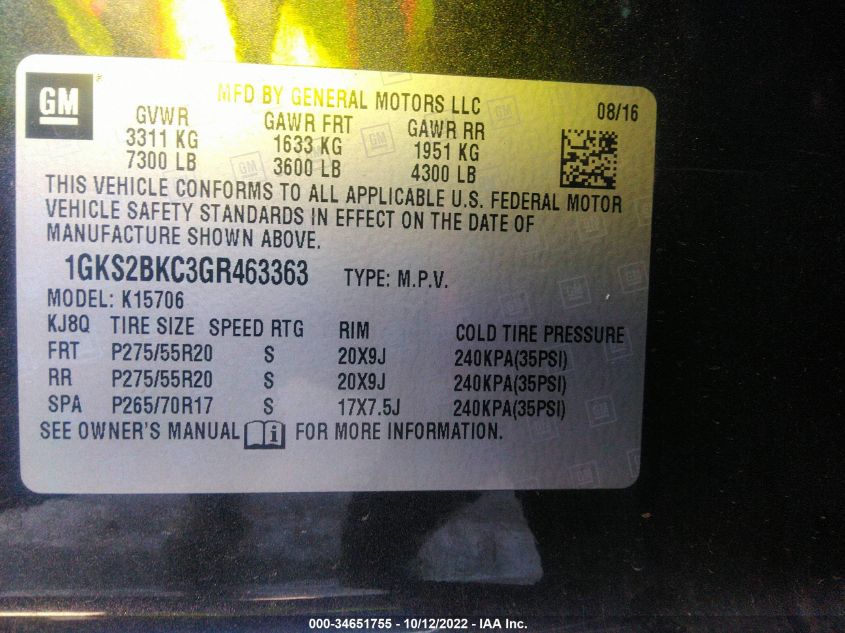 GM
MFD BY GENERAL MOTORS LLC
08/16
GVWR GAWR FRT GAWR RR
3311 KG 1633 KG 1951 KG
7300 LB 3600 LB 4300 LB
THIS VEHICLE CONFORMS TO ALL APPLICABLE U.S. FEDERAL MOTOR
VEHICLE SAFETY STANDARDS IN EFFECT ON THE DATE OF
MANUFACTURE SHOWN ABOVE.
1GKS2BKC3GR463363 TYPE: M.P.V.
MODEL: K15706
KJ8Q TIRE SIZE SPEED RTG RIM COLD TIRE PRESSURE
FRT P275/55R20 S 20X9J 240KPA(35PSI)
RR P275/55R20 S 20X9J 240KPA(35PSI)
SPA P265/70R17 S 17X7.5J 240KPA(35PSI)
SEE OWNER'S MANUAL i FOR MORE INFORMATION.
000-34651755 - 10/12/2022 - IAA Inc.